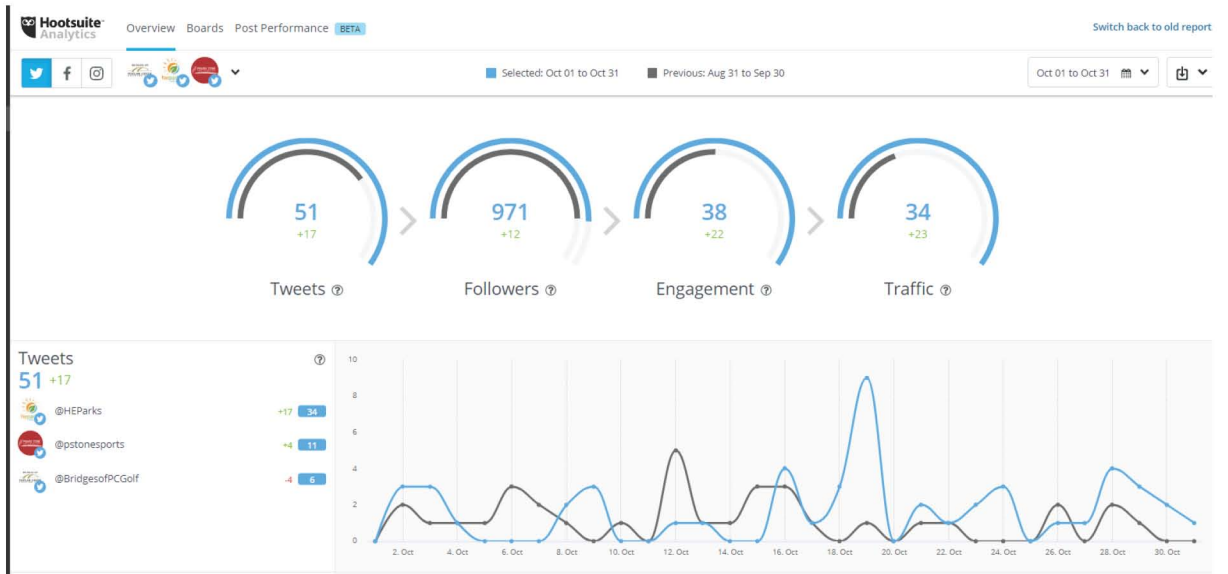 Hootsuite™ Analytics
Overview Boards Post Performance BETA
Switch back to old report
Selected: Oct 01 to Oct 31 Previous: Aug 31 to Sep 30
Oct 01 to Oct 31
51 971 38 34
+17 +12 +22 +23
Tweets ? Followers ? Engagement ? Traffic ?
Tweets ?
51 +17
@HEParks +17 34
@pstonesports +4 11
@BridgesofPCGolf -4 6
10
8
6
4
2
0
2. Oct 4. Oct 6. Oct 8. Oct 10. Oct 12. Oct 14. Oct 16. Oct 18. Oct 20. Oct 22. Oct 24. Oct 26. Oct 28. Oct 30. Oct